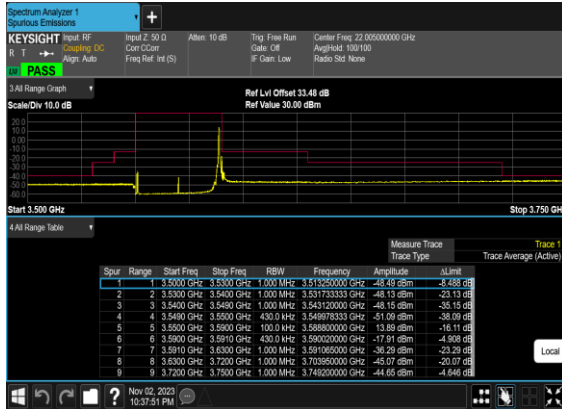 Spectrum Analyzer 1
Spurious Emissions
+
KEYSIGHT Input: RF Input Z: 50 Ω Atten: 10 dB Trig: Free Run Center Freq: 22.005000000 GHz
R T Coupling: DC Corr CCorr Gate: Off Avg|Hold: 100/100
Align: Auto Freq Ref: Int (S) IF Gain: Low Radio Std: None
PASS
3 All Range Graph
Ref Lvl Offset 33.48 dB
Scale/Div 10.0 dB Ref Value 30.00 dBm
20.0
10.0
0.00
-10.0
-20.0
-30.0
-40.0
-50.0
-60.0
Start 3.500 GHz Stop 3.750 GH
4 All Range Table
Measure Trace Trace 1
Trace Type Trace Average (Active)
Spur Range Start Freq Stop Freq RBW Frequency Amplitude ΔLimit
1 1 3.5000 GHz 3.5300 GHz 1.000 MHz 3.513250000 GHz -48.49 dBm -8.488 dB
2 2 3.5300 GHz 3.5400 GHz 1.000 MHz 3.531733333 GHz -48.13 dBm -23.13 dB
3 3 3.5400 GHz 3.5490 GHz 1.000 MHz 3.543120000 GHz -48.15 dBm -35.15 dB
4 4 3.5490 GHz 3.5500 GHz 430.0 kHz 3.549978333 GHz -51.09 dBm -38.09 dB
5 5 3.5500 GHz 3.5900 GHz 100.0 kHz 3.588800000 GHz 13.89 dBm -16.11 dB
6 6 3.5900 GHz 3.5910 GHz 430.0 kHz 3.590020000 GHz -17.91 dBm -4.908 dB
7 7 3.5910 GHz 3.6300 GHz 1.000 MHz 3.591065000 GHz -36.29 dBm -23.29 dB
8 8 3.6300 GHz 3.7200 GHz 1.000 MHz 3.703950000 GHz -45.07 dBm -20.07 dB
9 9 3.7200 GHz 3.7500 GHz 1.000 MHz 3.749200000 GHz -44.65 dBm -4.646 dB
Local
? Nov 02, 2023
10:37:51 PM